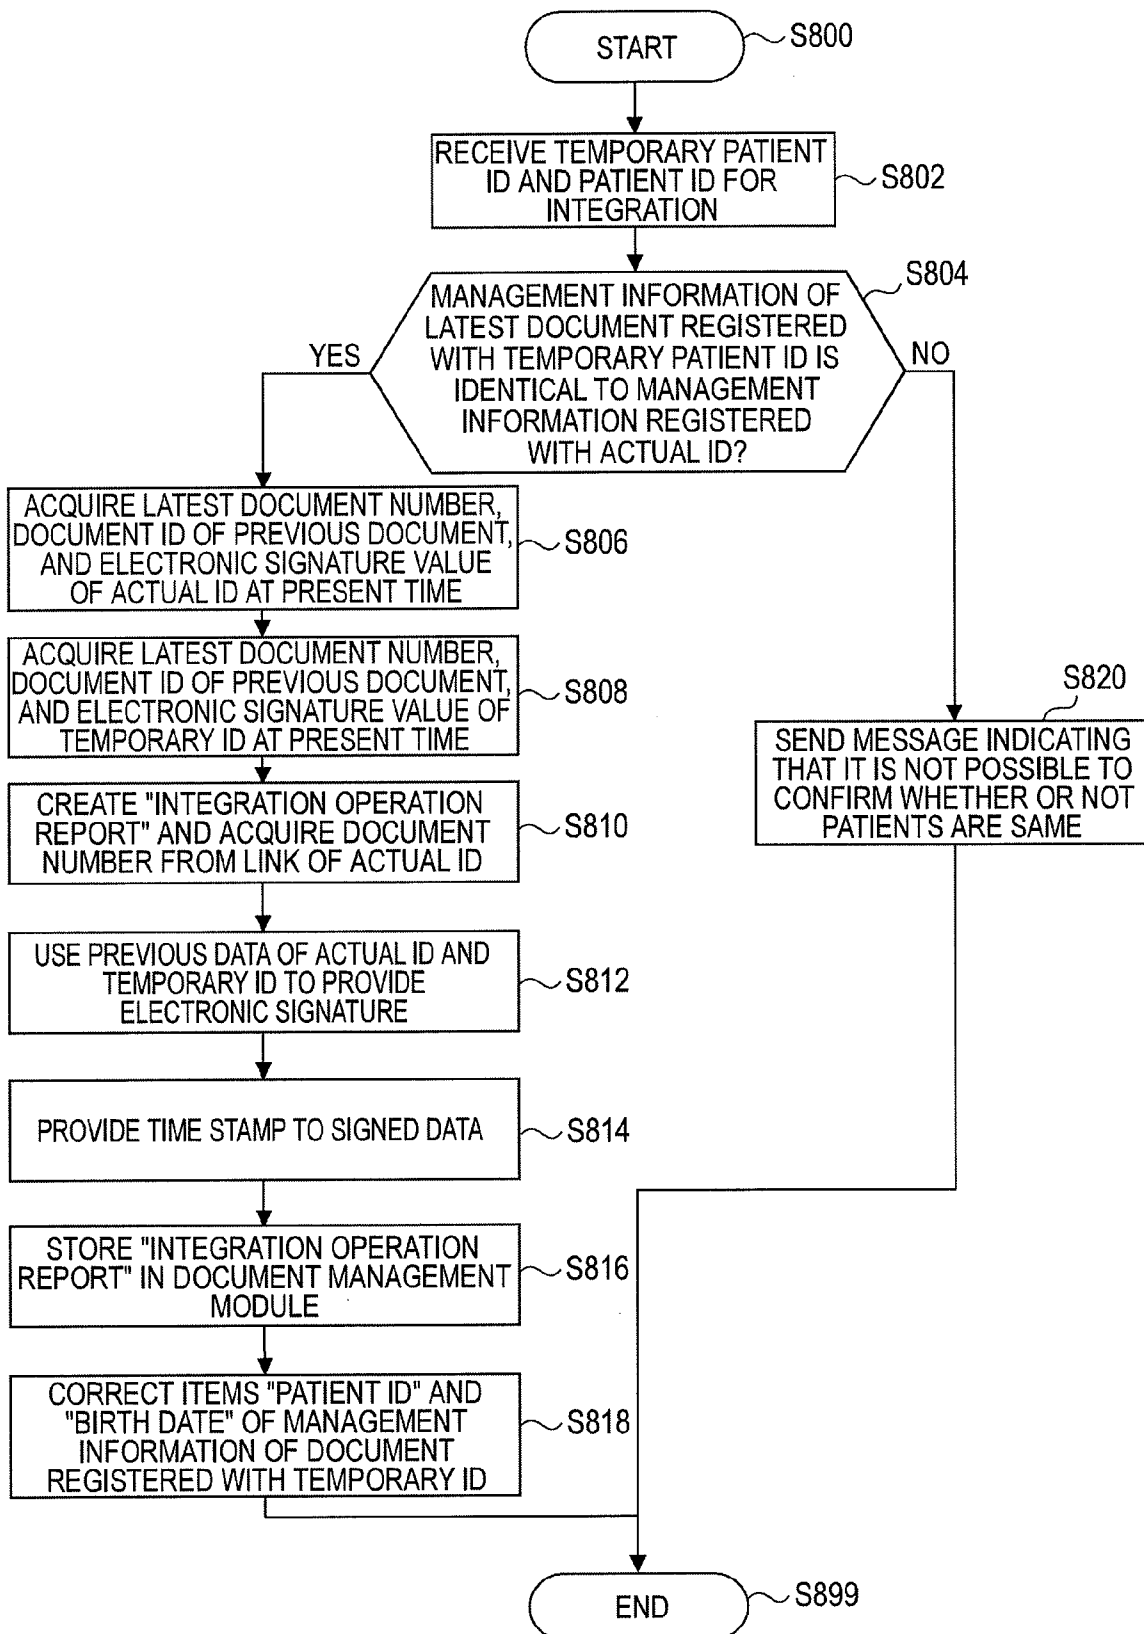 START
S800
RECEIVE TEMPORARY PATIENT
ID AND PATIENT ID FOR
INTEGRATION
S802
S804
MANAGEMENT INFORMATION OF
LATEST DOCUMENT REGISTERED
WITH TEMPORARY PATIENT ID IS
IDENTICAL TO MANAGEMENT
INFORMATION REGISTERED
WITH ACTUAL ID?
YES
NO
ACQUIRE LATEST DOCUMENT NUMBER,
DOCUMENT ID OF PREVIOUS DOCUMENT,
AND ELECTRONIC SIGNATURE VALUE
OF ACTUAL ID AT PRESENT TIME
S806
ACQUIRE LATEST DOCUMENT NUMBER,
DOCUMENT ID OF PREVIOUS DOCUMENT,
AND ELECTRONIC SIGNATURE VALUE OF
TEMPORARY ID AT PRESENT TIME
S808
S820
SEND MESSAGE INDICATING
THAT IT IS NOT POSSIBLE TO
CONFIRM WHETHER OR NOT
PATIENTS ARE SAME
CREATE "INTEGRATION OPERATION
REPORT" AND ACQUIRE DOCUMENT
NUMBER FROM LINK OF ACTUAL ID
S810
USE PREVIOUS DATA OF ACTUAL ID AND
TEMPORARY ID TO PROVIDE
ELECTRONIC SIGNATURE
S812
PROVIDE TIME STAMP TO SIGNED DATA
S814
STORE "INTEGRATION OPERATION
REPORT" IN DOCUMENT MANAGEMENT
MODULE
S816
CORRECT ITEMS "PATIENT ID" AND
"BIRTH DATE" OF MANAGEMENT
INFORMATION OF DOCUMENT
REGISTERED WITH TEMPORARY ID
S818
END
S899